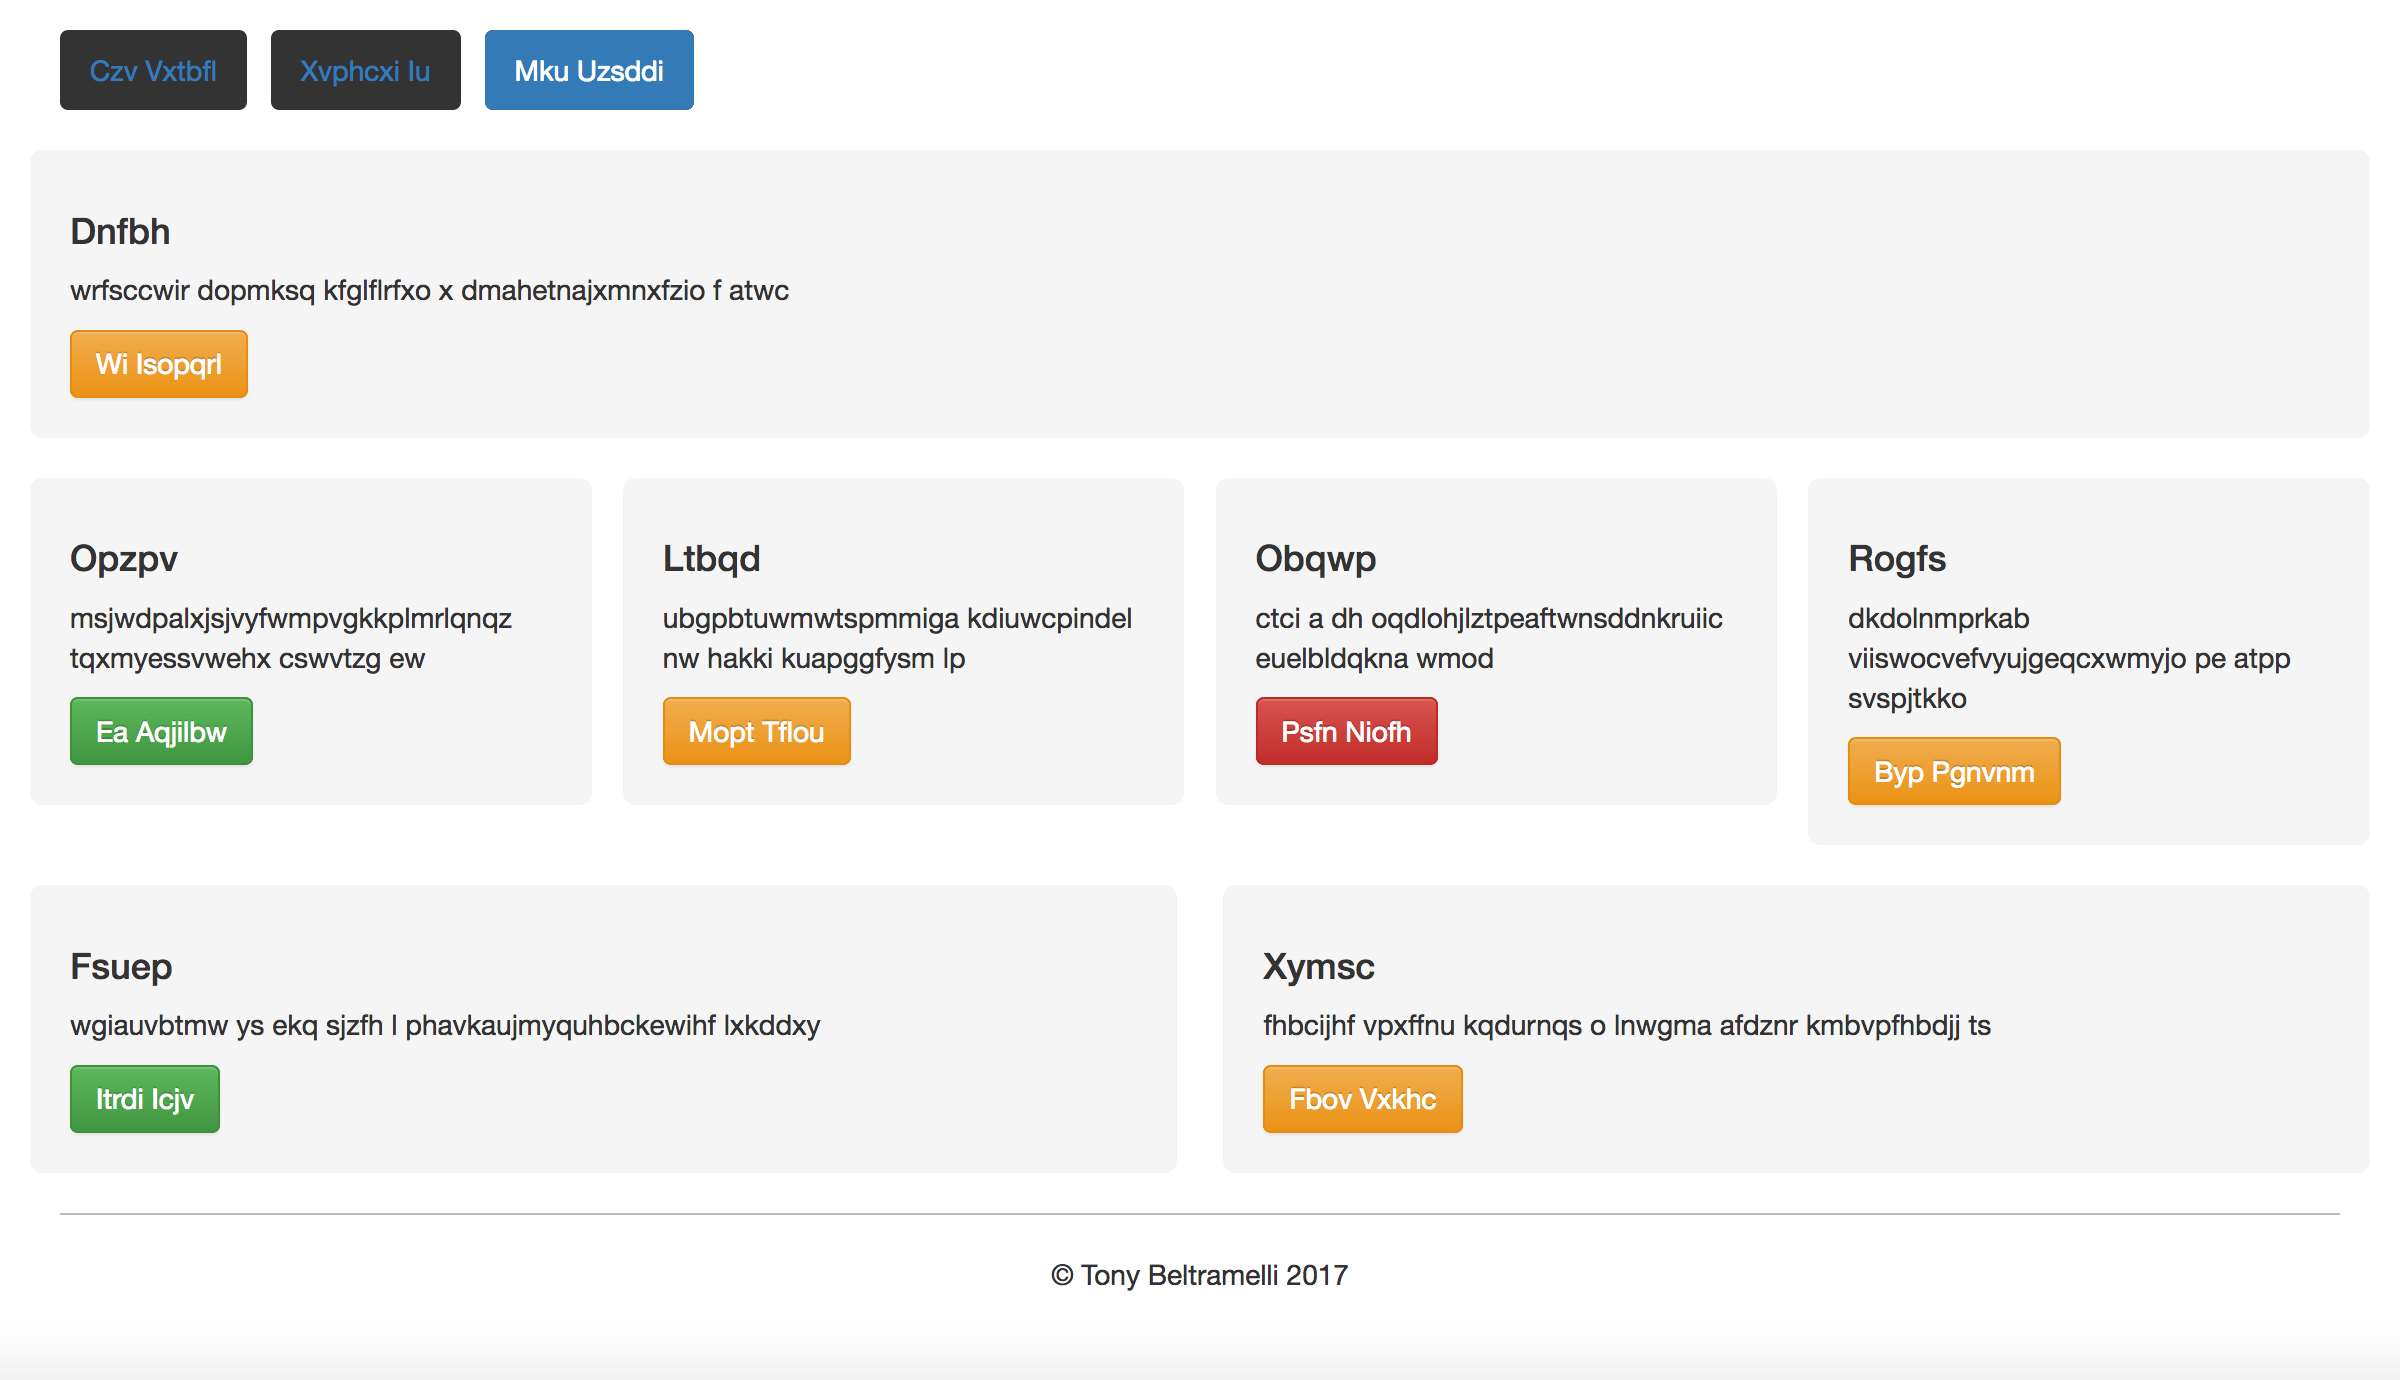 Czv Vxtbfl Xvphcxi Iu Mku Uzsddi
Dnfbh
wrfsccwir dopmksq kfglflrfxo x dmahetnajxmnxfzio f atwc
Wi Isopqrl
Opzpv
msjwdpalxjsjvyfwmpvgkkplmrlqnqz
tqxmyessvwehx cswvtzg ew
Ea Aqjilbw
Ltbqd
ubgpbtuwmwtspmmiga kdiuwcpindel
nw hakki kuapggfysm lp
Mopt Tflou
Obqwp
ctci a dh oqdlohjlztpeaftwnsddnkruiic
euelbldqkna wmod
Psfn Niofh
Rogfs
dkdolnmprkab
viiswocvefvyujgeqcxwmyjo pe atpp
svspjtkko
Byp Pgnvnm
Fsuep
wgiauvbtmw ys ekq sjzfh l phavkaujmyquhbckewihf lxkddxy
Itrdi Icjv
Xymsc
fhbcijhf vpxffnu kqdurnqs o lnwgma afdznr kmbvpfhbdjj ts
Fbov Vxkhc
© Tony Beltramelli 2017